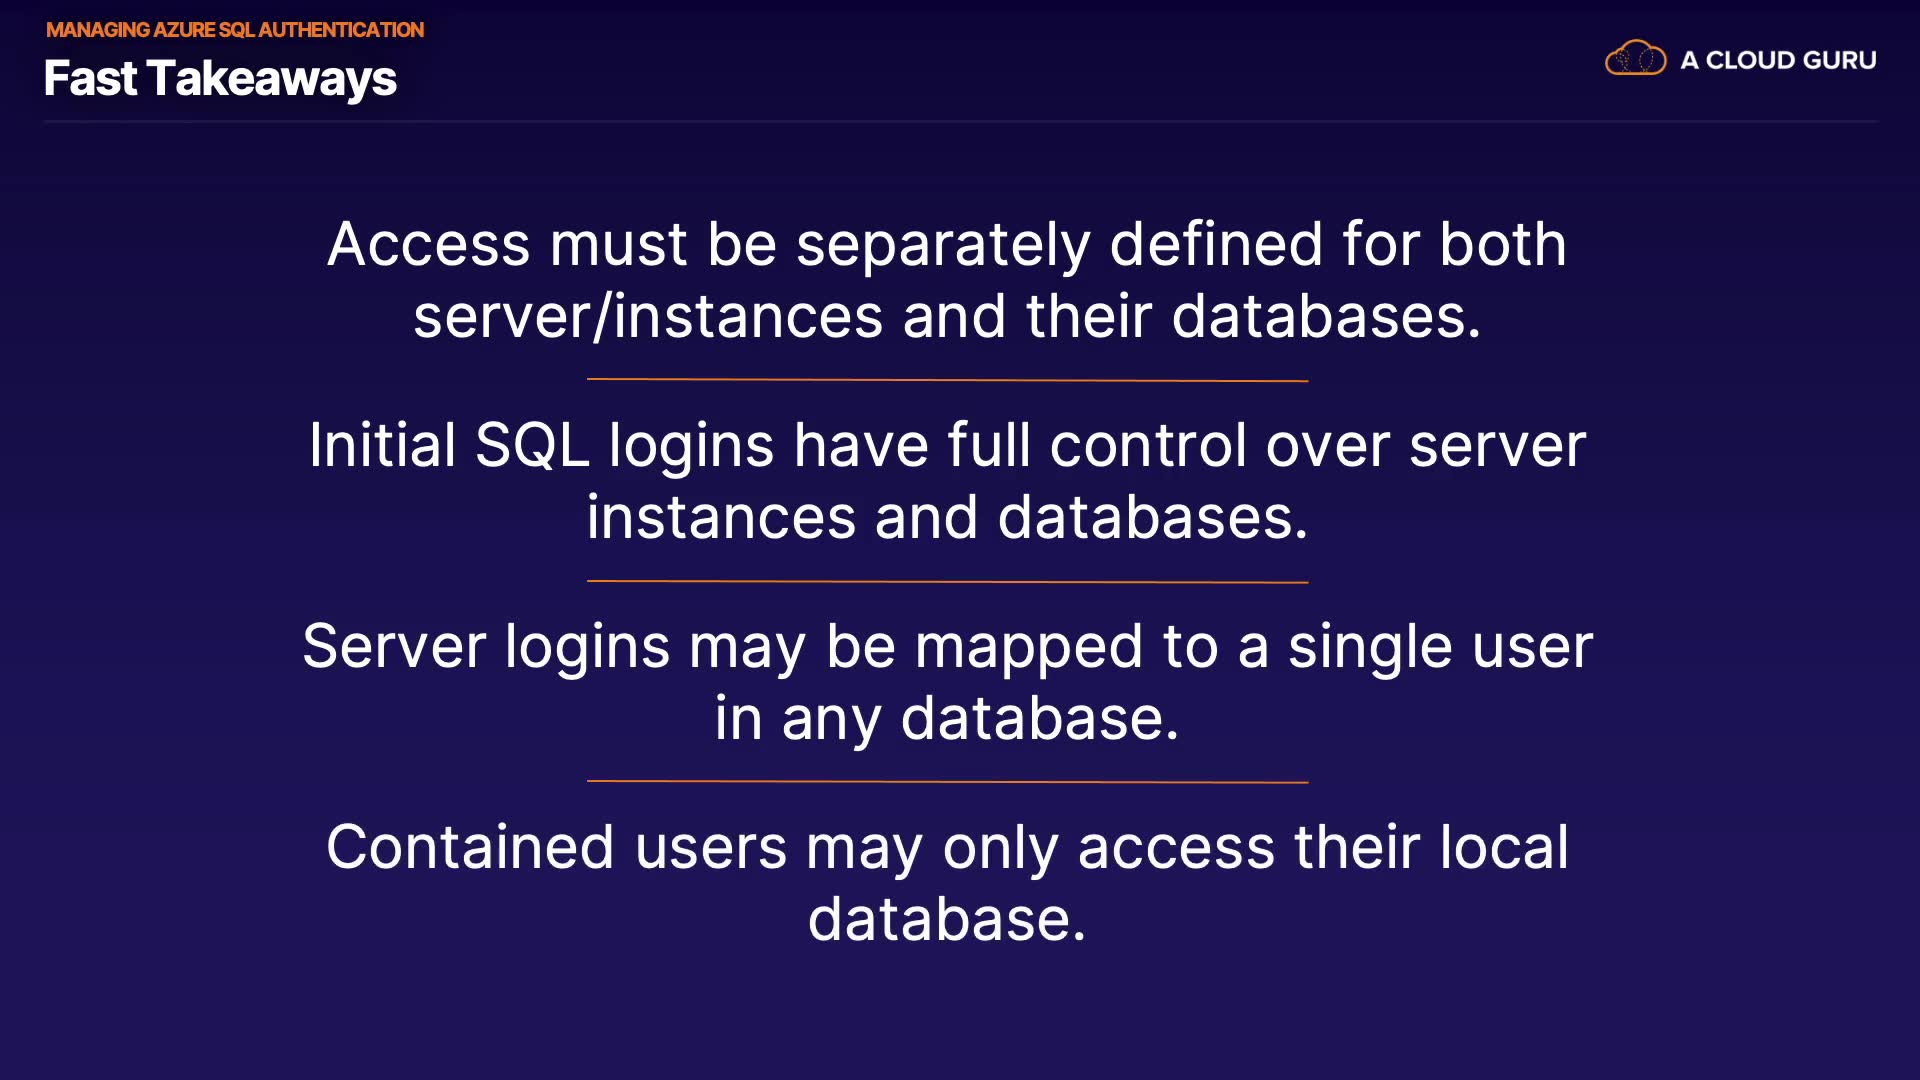 MANAGING AZURE SQL AUTHENTICATION
Fast Takeaways
A CLOUD GURU
Access must be separately defined for both
server/instances and their databases.
Initial SQL logins have full control over server
instances and databases.
Server logins may be mapped to a single user
in any database.
Contained users may only access their local
database.